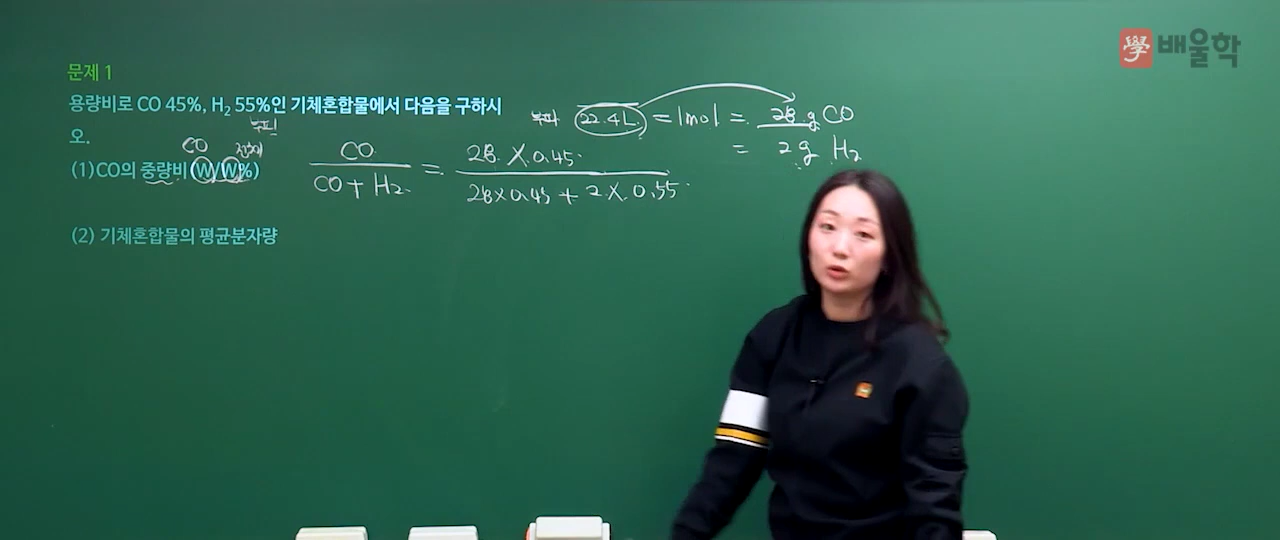 學 배울학
문제 1
용량비로 CO 45%, H₂ 55%인 기체혼합물에서 다음을 구하시
오.
부피
부피 22.4L = 1mol = 28 g CO
= 2g H₂
CO 전체
(1)CO의 중량비 (W/W%)
CO / CO + H₂ = 28 × 0.45 / 28×0.45 + 2 × 0.55
(2) 기체혼합물의 평균분자량